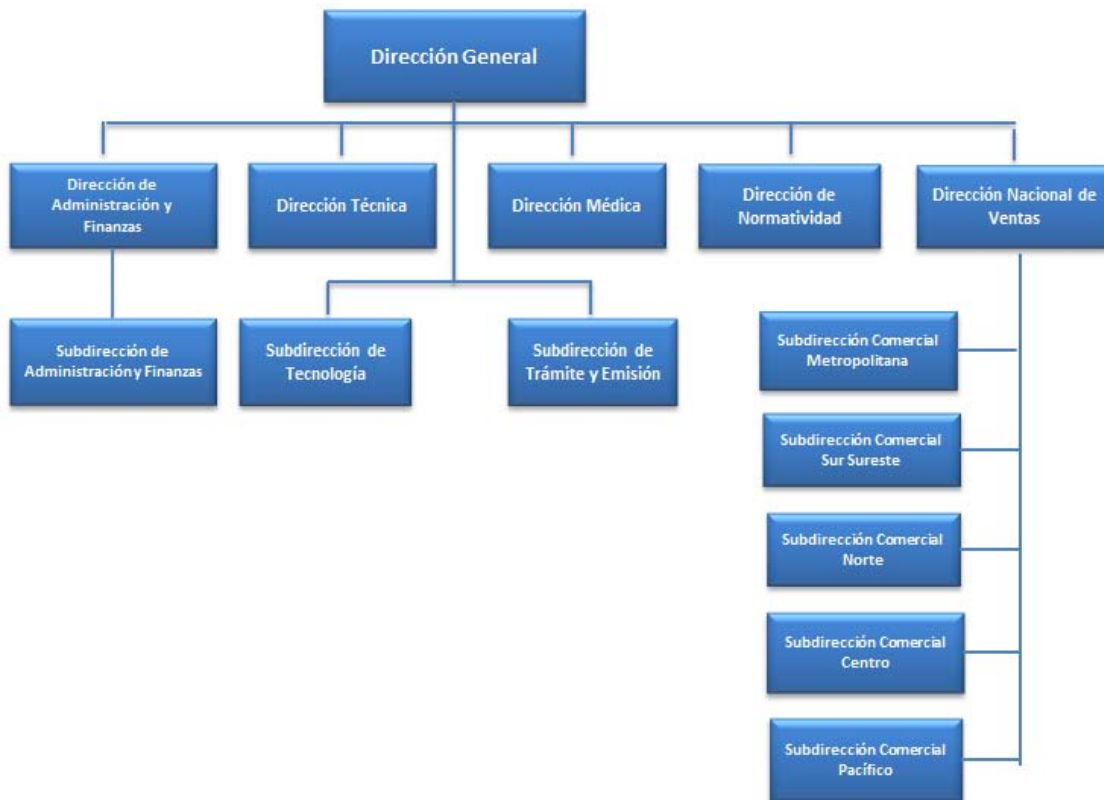 Dirección General
Dirección de
Administración y
Finanzas
Dirección Técnica
Dirección Médica
Dirección de
Normatividad
Dirección Nacional de
Ventas
Subdirección de
Administración y Finanzas
Subdirección de
Tecnología
Subdirección de
Trámite y Emisión
Subdirección Comercial
Metropolitana
Subdirección Comercial
Sur Sureste
Subdirección Comercial
Norte
Subdirección Comercial
Centro
Subdirección Comercial
Pacífico